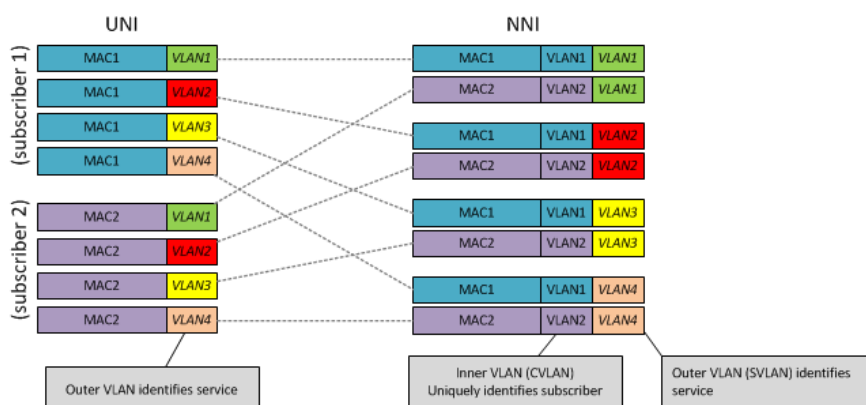 UNI
NNI
(subscriber 1)
MAC1 VLAN1
MAC1 VLAN2
MAC1 VLAN3
MAC1 VLAN4
(subscriber 2)
MAC2 VLAN1
MAC2 VLAN2
MAC2 VLAN3
MAC2 VLAN4
MAC1 VLAN1 VLAN1
MAC2 VLAN2 VLAN1
MAC1 VLAN1 VLAN2
MAC2 VLAN2 VLAN2
MAC1 VLAN1 VLAN3
MAC2 VLAN2 VLAN3
MAC1 VLAN1 VLAN4
MAC2 VLAN2 VLAN4
Outer VLAN identifies service
Inner VLAN (CVLAN)
Uniquely identifies subscriber
Outer VLAN (SVLAN) identifies
service